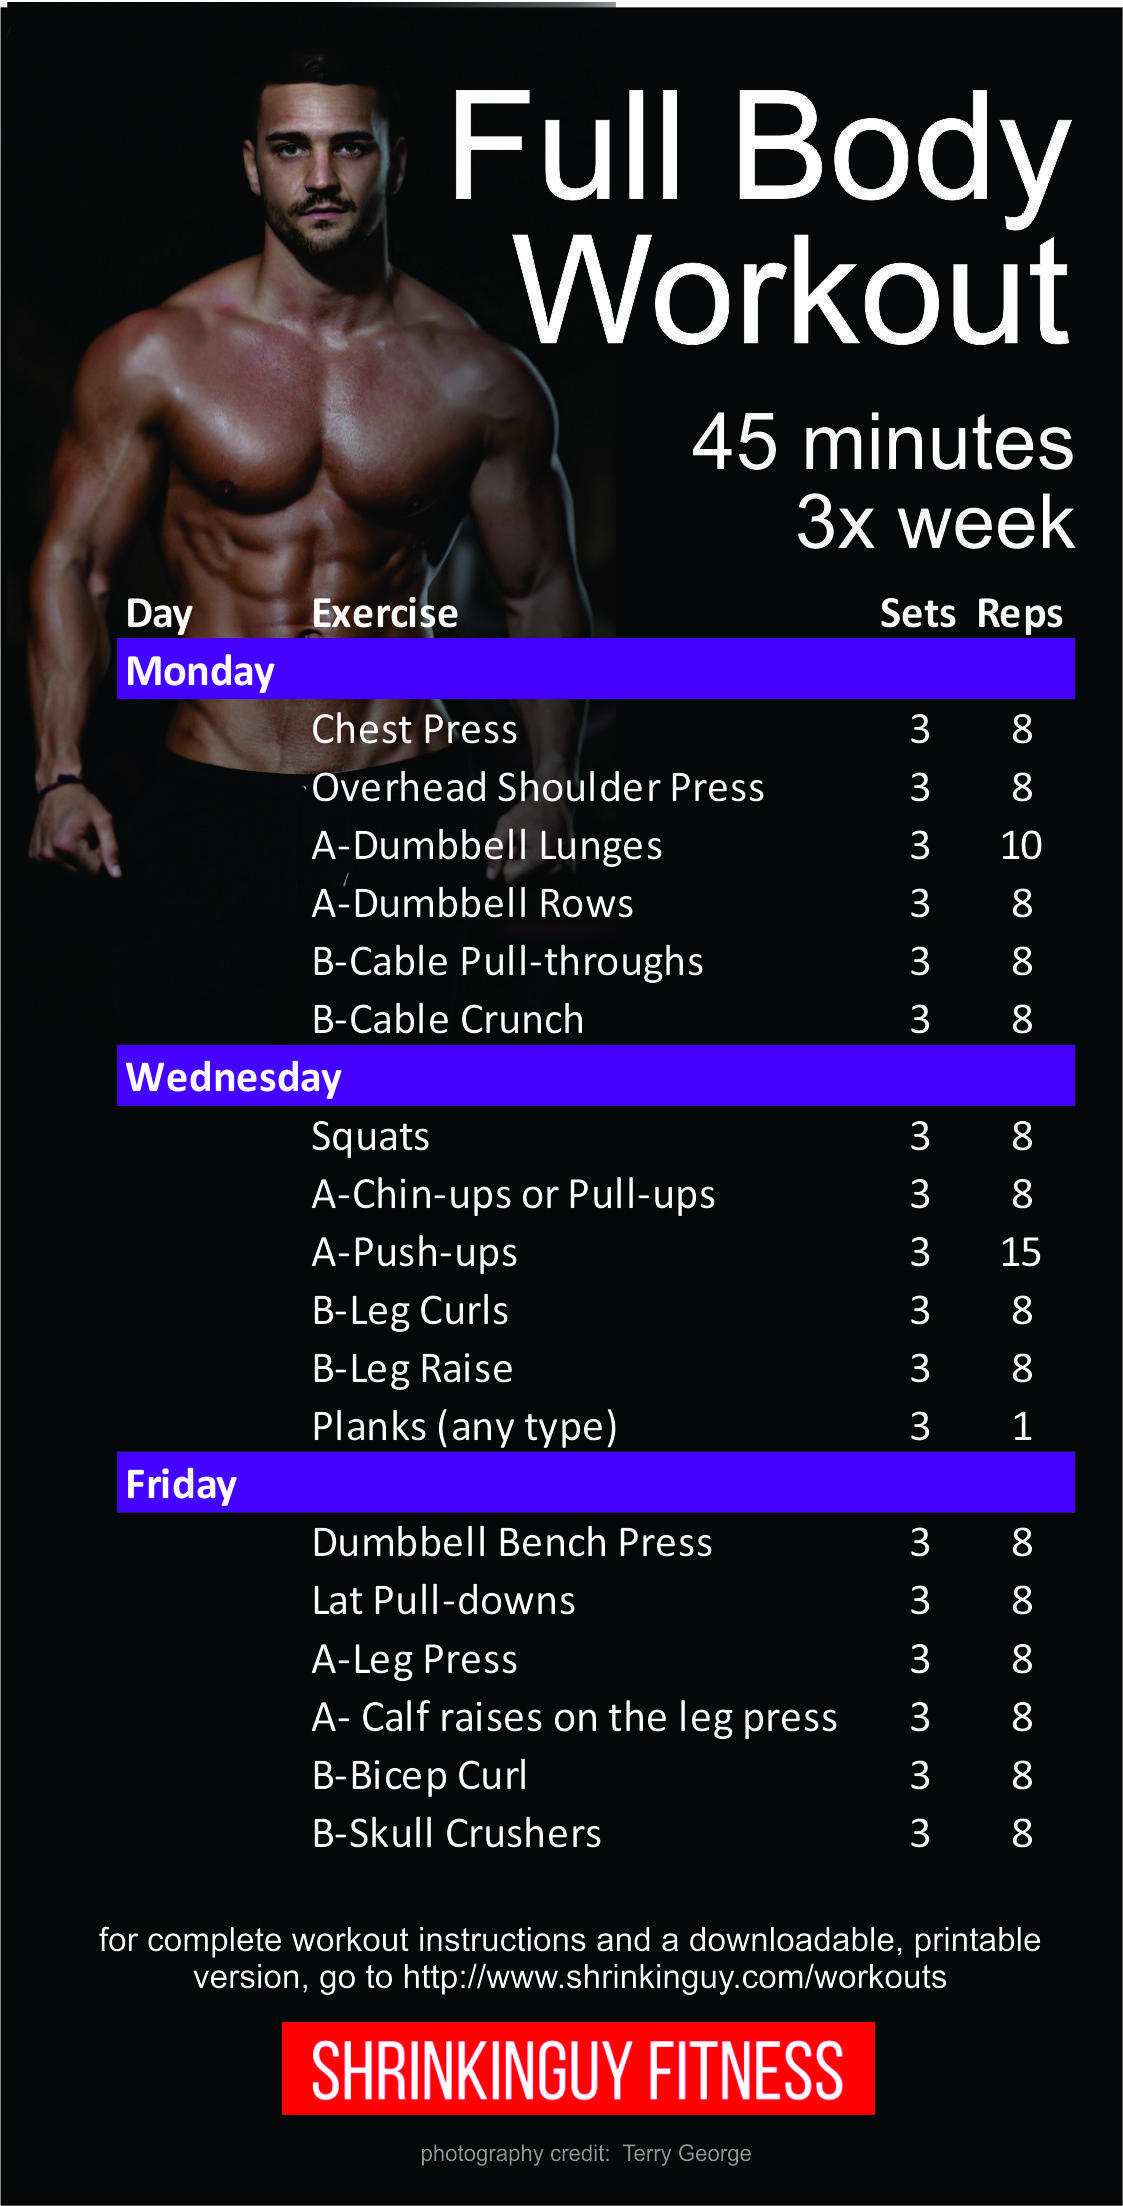 Full Body
Workout
45 minutes
3x week
Day Exercise Sets Reps
Monday
Chest Press 3 8
Overhead Shoulder Press 3 8
A-Dumbbell Lunges 3 10
A-Dumbbell Rows 3 8
B-Cable Pull-throughs 3 8
B-Cable Crunch 3 8
Wednesday
Squats 3 8
A-Chin-ups or Pull-ups 3 8
A-Push-ups 3 15
B-Leg Curls 3 8
B-Leg Raise 3 8
Planks (any type) 3 1
Friday
Dumbbell Bench Press 3 8
Lat Pull-downs 3 8
A-Leg Press 3 8
A- Calf raises on the leg press 3 8
B-Bicep Curl 3 8
B-Skull Crushers 3 8
for complete workout instructions and a downloadable, printable
version, go to http://www.shrinkinguy.com/workouts
SHRINKINGUY FITNESS
photography credit: Terry George